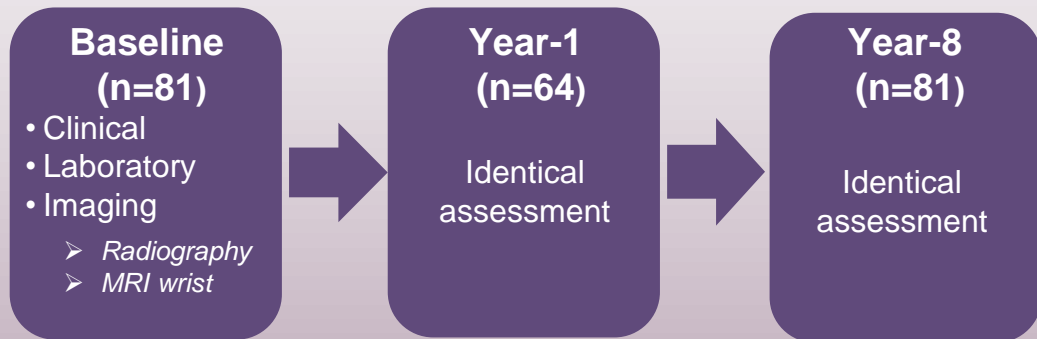 Baseline
(n=81)
• Clinical
• Laboratory
• Imaging
➢ Radiography
➢ MRI wrist
Year-1
(n=64)
Identical
assessment
Year-8
(n=81)
Identical
assessment